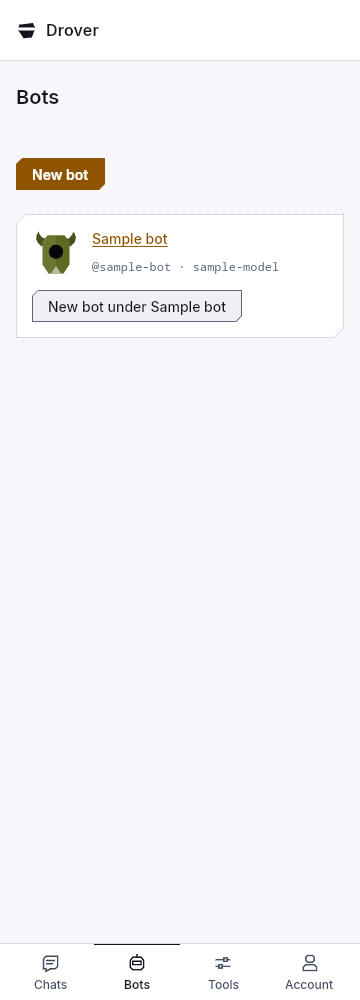 Drover
Bots
New bot
Sample bot
@sample-bot · sample-model
New bot under Sample bot
Chats
Bots
Tools
Account